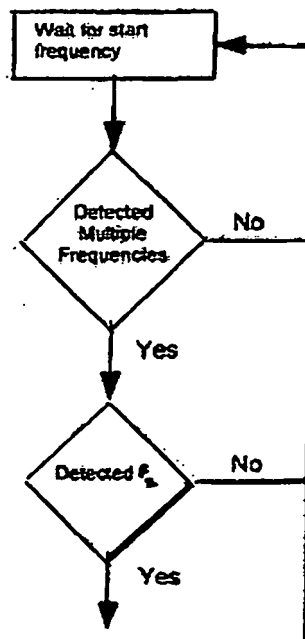 Wait for start
frequency
Detected
Multiple
Frequencies
No
Yes
Detected
No
Yes